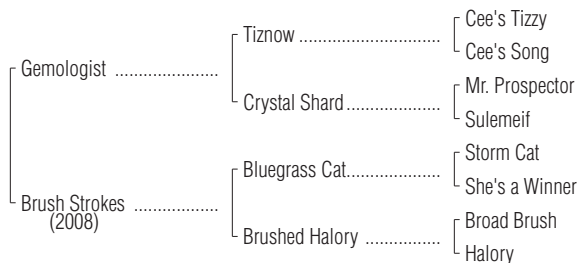 Cee's Tizzy
Tiznow ........................................
Cee's Song
Gemologist .....................
Mr. Prospector
Crystal Shard...........................
Sulemeif
Storm Cat
Bluegrass Cat..........................
She's a Winner
Brush Strokes .................
(2008)
Broad Brush
Brushed Halory .....................
Halory